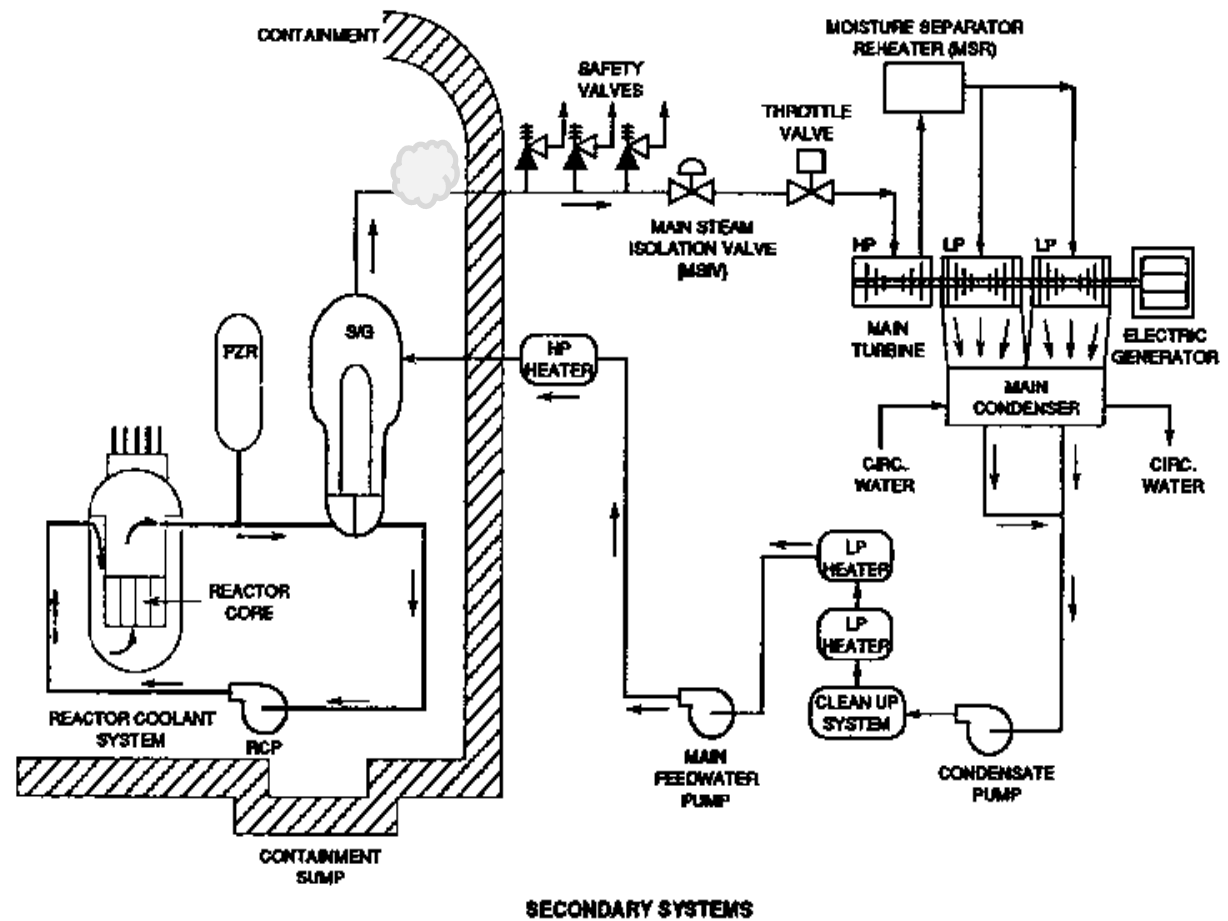 CONTAINMENT
SAFETY
VALVES
MOISTURE SEPARATOR
REHEATER (MSR)
THROTTLE
VALVE
MAIN STEAM
ISOLATION VALVE
(MSIV)
HP
LP
LP
S/G
PZR
HP
HEATER
MAIN
TURBINE
ELECTRIC
GENERATOR
MAIN
CONDENSER
CIRC.
WATER
CIRC.
WATER
LP
HEATER
LP
HEATER
REACTOR
CORE
CLEAN UP
SYSTEM
REACTOR COOLANT
SYSTEM
RCP
MAIN
FEEDWATER
PUMP
CONDENSATE
PUMP
CONTAINMENT
SUMP
SECONDARY SYSTEMS